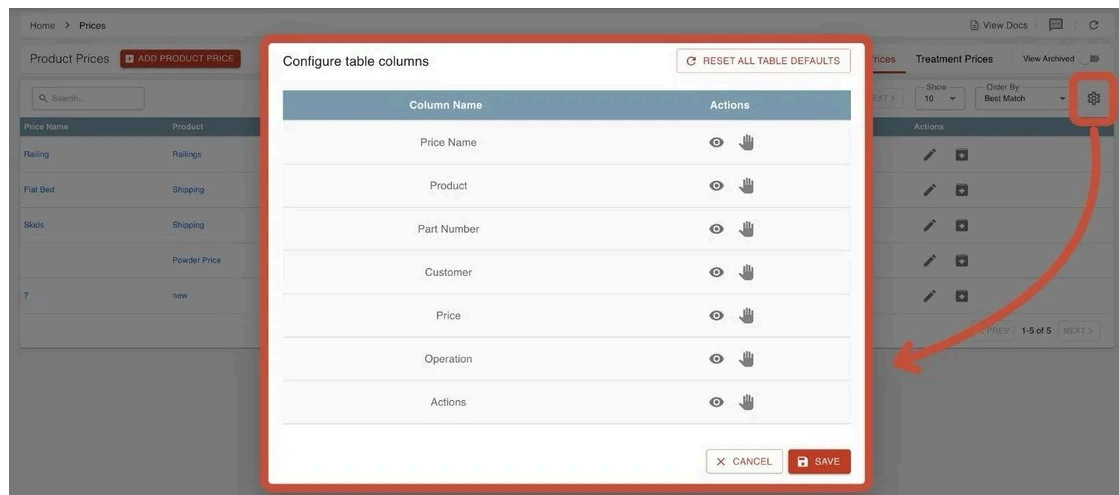 Home > Prices
View Docs
Product Prices
ADD PRODUCT PRICE
Treatment Prices
View Archived
Search...
Show
10
Order By
Best Match
Price Name
Product
Actions
Railing
Railings
Flat Bed
Shipping
Skids
Shipping
Powder Price
7
new
PREV
1-5 of 5
NEXT >
Configure table columns
RESET ALL TABLE DEFAULTS
Column Name
Actions
Price Name
Product
Part Number
Customer
Price
Operation
Actions
CANCEL
SAVE